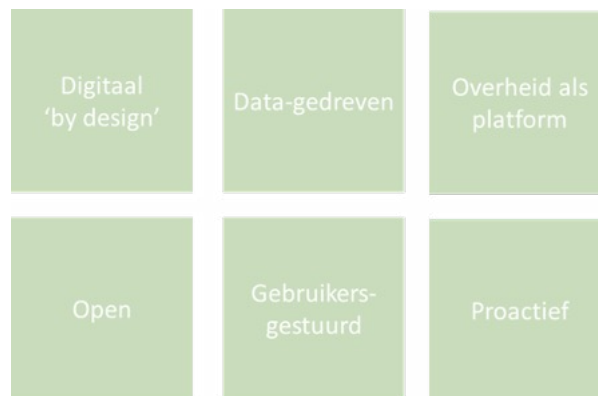 Digitaal
‘by design’
Data-gedreven
Overheid als
platform
Open
Gebruikers-
gestuurd
Proactief